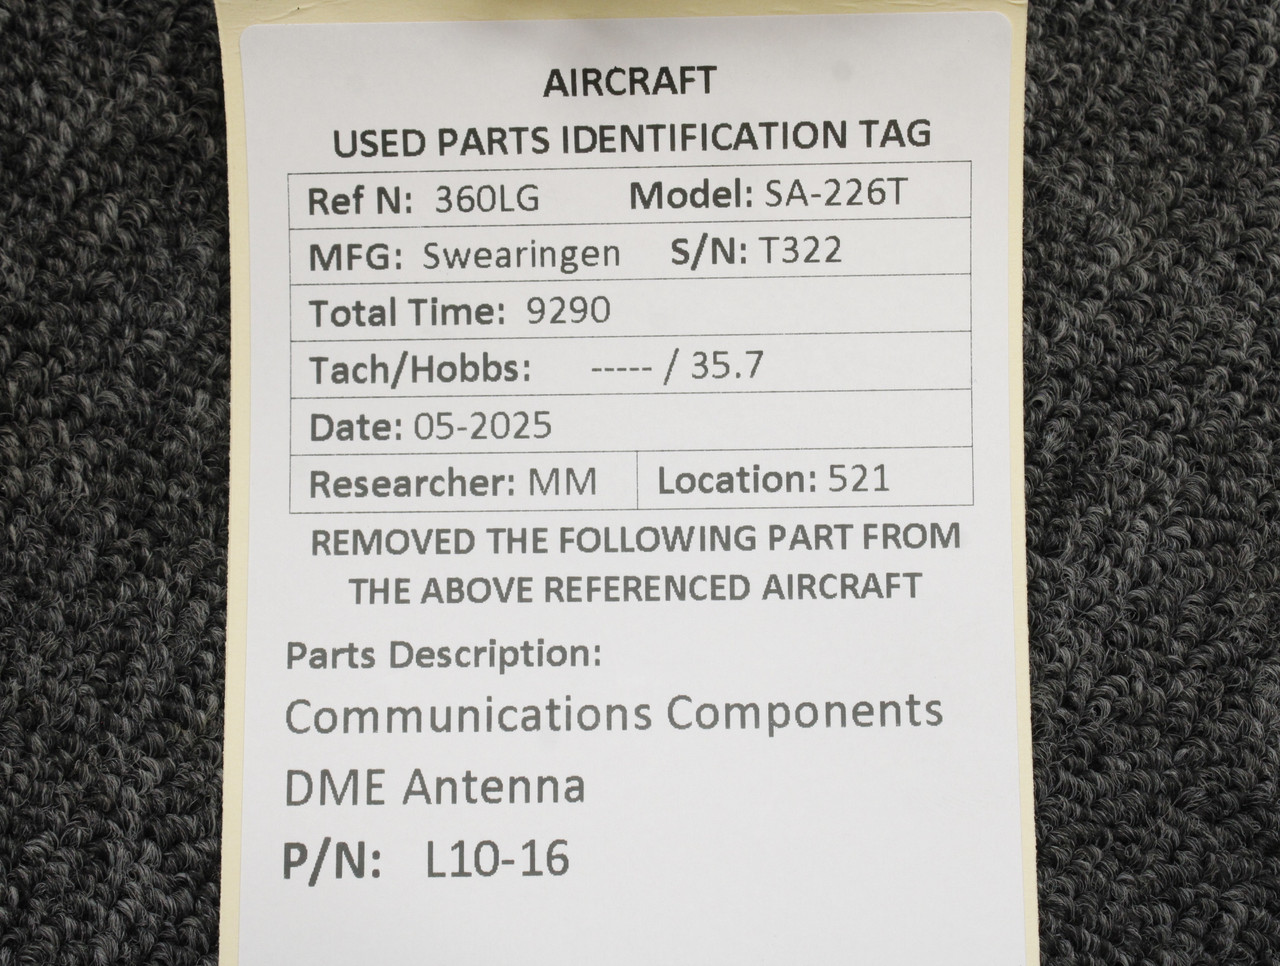 AIRCRAFT
USED PARTS IDENTIFICATION TAG
Ref N: 360LG Model: SA-226T
MFG: Swearingen S/N: T322
Total Time: 9290
Tach/Hobbs: ----- / 35.7
Date: 05-2025
Researcher: MM Location: 521
REMOVED THE FOLLOWING PART FROM
THE ABOVE REFERENCED AIRCRAFT
Parts Description:
Communications Components
DME Antenna
P/N: L10-16